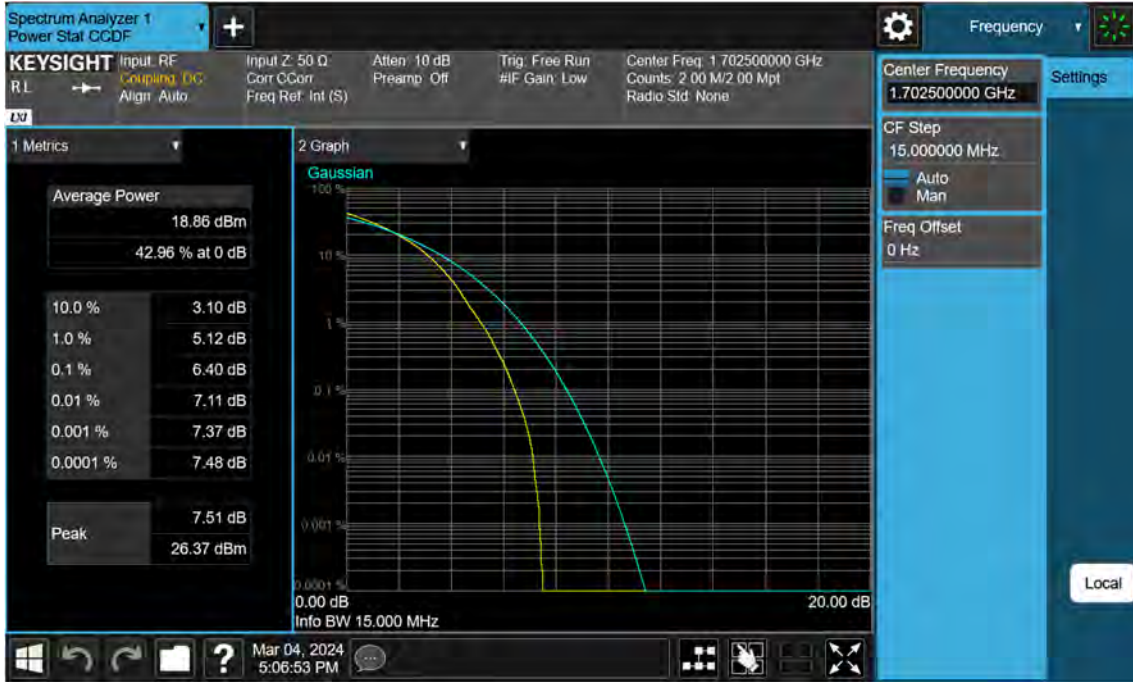 Spectrum Analyzer 1
Power Stat CCDF
Frequency
KEYSIGHT
R L
LXI
Input: RF
Coupling: DC
Align: Auto
Input Z: 50 Ω
Corr CCorr
Freq Ref: Int (S)
Atten: 10 dB
Preamp: Off
Trig: Free Run
#IF Gain: Low
Center Freq: 1.702500000 GHz
Counts: 2.00 M/2.00 Mpt
Radio Std: None
Center Frequency
1.702500000 GHz
Settings
CF Step
15.000000 MHz
Auto
Man
Freq Offset
0 Hz
1 Metrics
Average Power
18.86 dBm
42.96 % at 0 dB
10.0 % 3.10 dB
1.0 % 5.12 dB
0.1 % 6.40 dB
0.01 % 7.11 dB
0.001 % 7.37 dB
0.0001 % 7.48 dB
Peak
7.51 dB
26.37 dBm
2 Graph
Gaussian
100 %
10 %
1 %
0.1 %
0.01 %
0.001 %
0.0001 %
0.00 dB 20.00 dB
Info BW 15.000 MHz
Local
?
Mar 04, 2024
5:06:53 PM